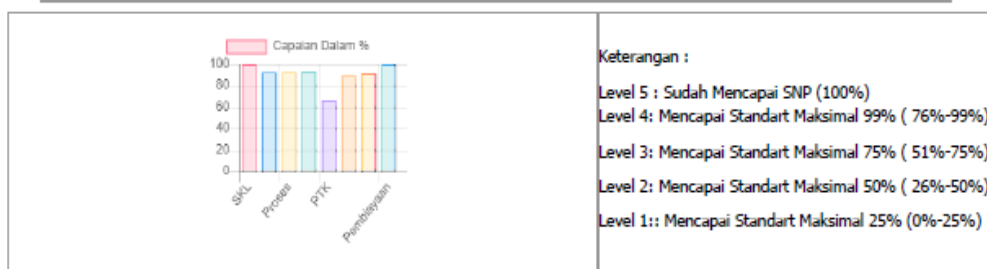 Capaian Dalam %
100
80
60
40
20
0
SKL
Proses
PTK
Pembiayaan
Keterangan :
Level 5 : Sudah Mencapai SNP (100%)
Level 4: Mencapai Standart Maksimal 99% ( 76%-99%)
Level 3: Mencapai Standart Maksimal 75% ( 51%-75%)
Level 2: Mencapai Standart Maksimal 50% ( 26%-50%)
Level 1:: Mencapai Standart Maksimal 25% (0%-25%)